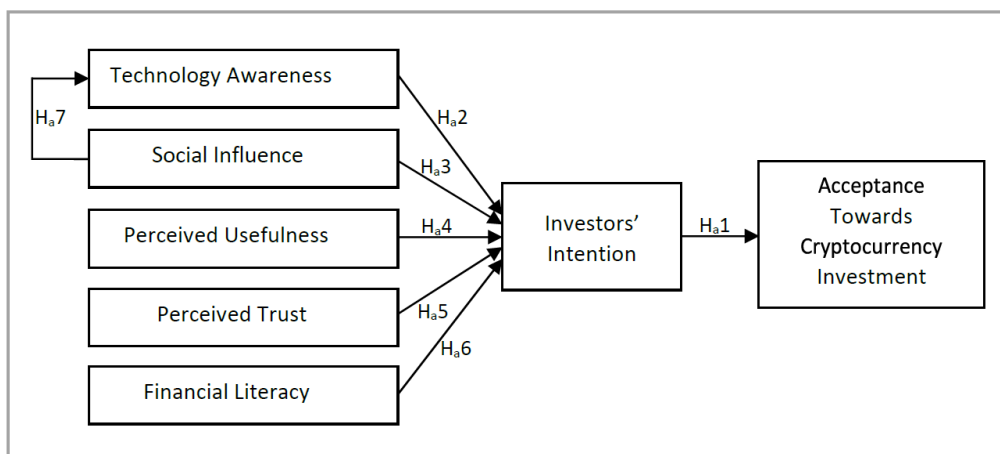 Technology Awareness
Hₐ7
Hₐ2
Social Influence
Hₐ3
Perceived Usefulness
Hₐ4
Investors’
Intention
Hₐ1
Acceptance
Towards
Cryptocurrency
Investment
Perceived Trust
Hₐ5
Hₐ6
Financial Literacy